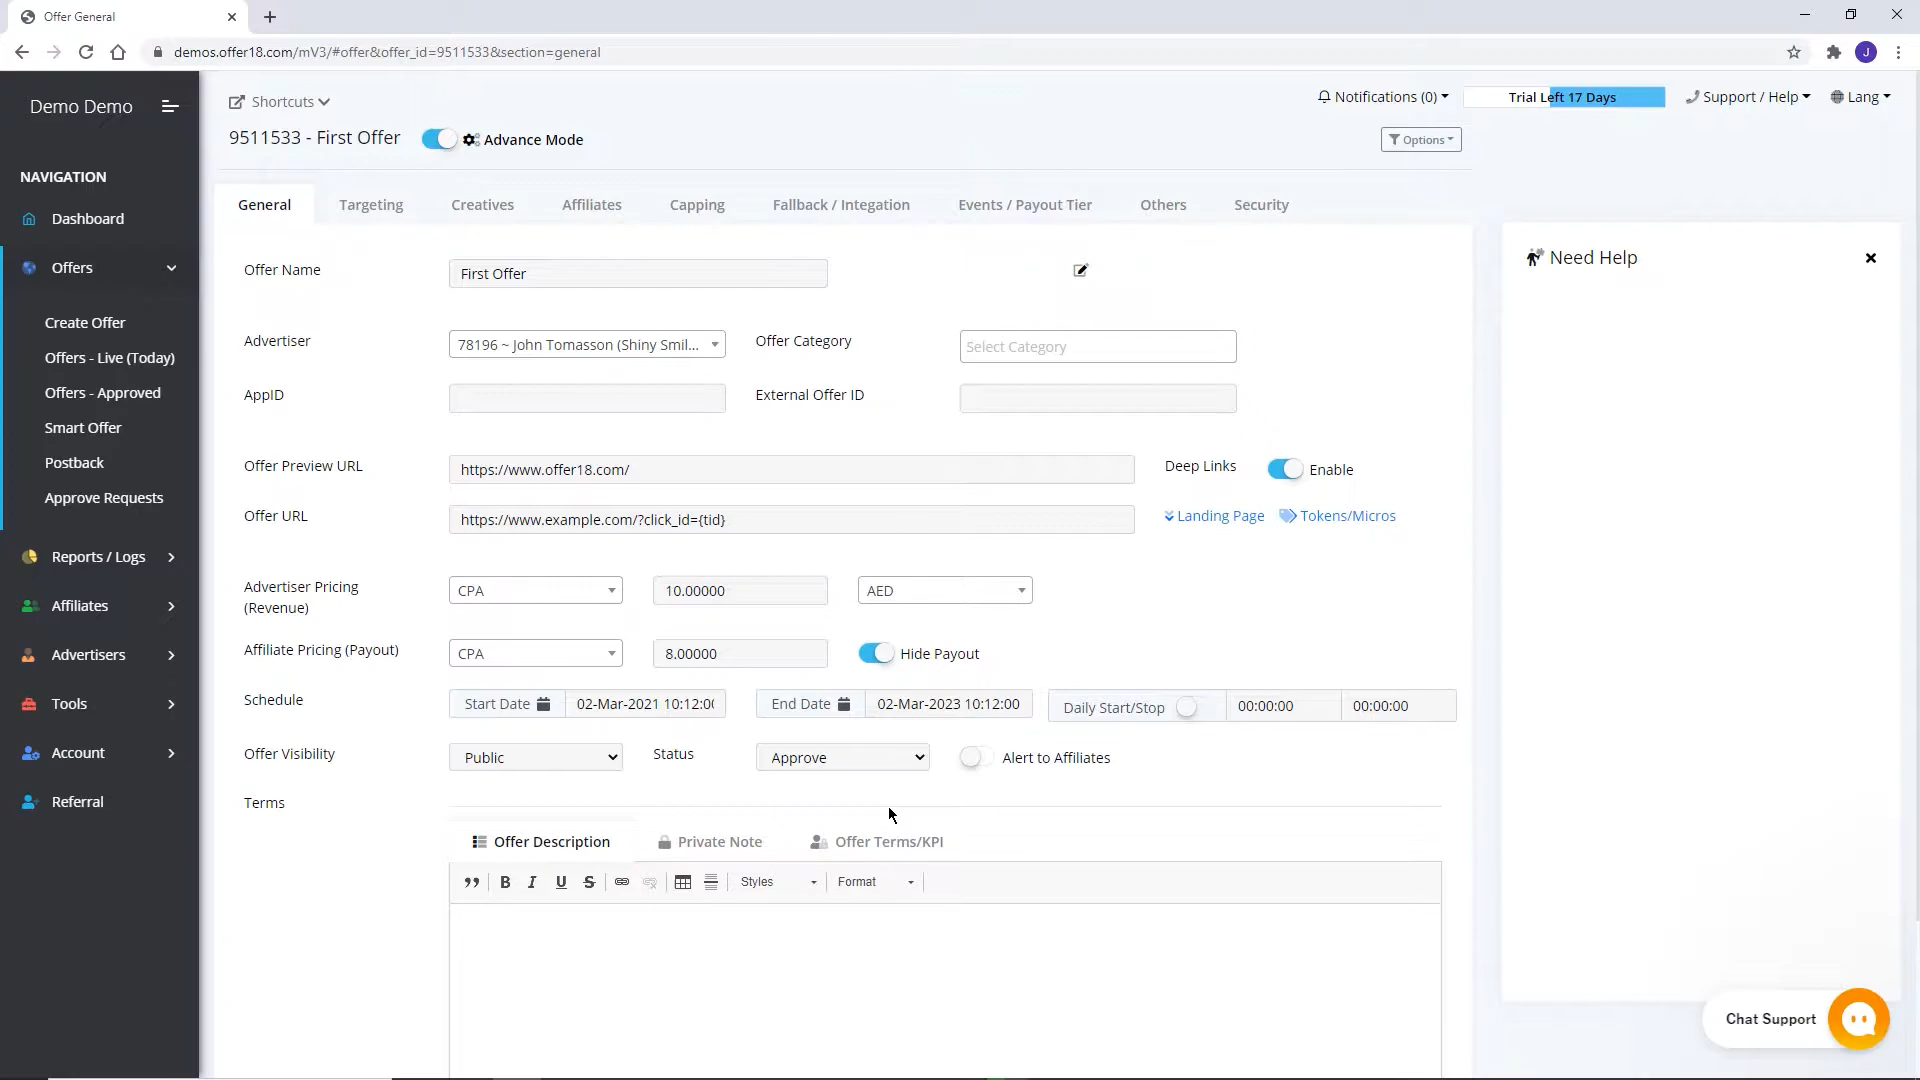 Offer General
demos.offer18.com/mV3/#offer&offer_id=9511533&section=general
J
Demo Demo
Shortcuts
Notifications (0)
Trial Left 17 Days
Support / Help
Lang
9511533 - First Offer
Advance Mode
Options
NAVIGATION
Dashboard
Offers
Create Offer
Offers - Live (Today)
Offers - Approved
Smart Offer
Postback
Approve Requests
Reports / Logs
Affiliates
Advertisers
Tools
Account
Referral
General
Targeting
Creatives
Affiliates
Capping
Fallback / Integation
Events / Payout Tier
Others
Security
Offer Name
First Offer
Advertiser
78196 ~ John Tomasson (Shiny Smil...
Offer Category
Select Category
AppID
External Offer ID
Offer Preview URL
https://www.offer18.com/
Deep Links
Enable
Offer URL
https://www.example.com/?click_id={tid}
Landing Page
Tokens/Micros
Advertiser Pricing
(Revenue)
CPA
10.00000
AED
Affiliate Pricing (Payout)
CPA
8.00000
Hide Payout
Schedule
Start Date
02-Mar-2021 10:12:0(
End Date
02-Mar-2023 10:12:00
Daily Start/Stop
00:00:00
00:00:00
Offer Visibility
Public
Status
Approve
Alert to Affiliates
Terms
Offer Description
Private Note
Offer Terms/KPI
B I U S
Styles
Format
Need Help
Chat Support